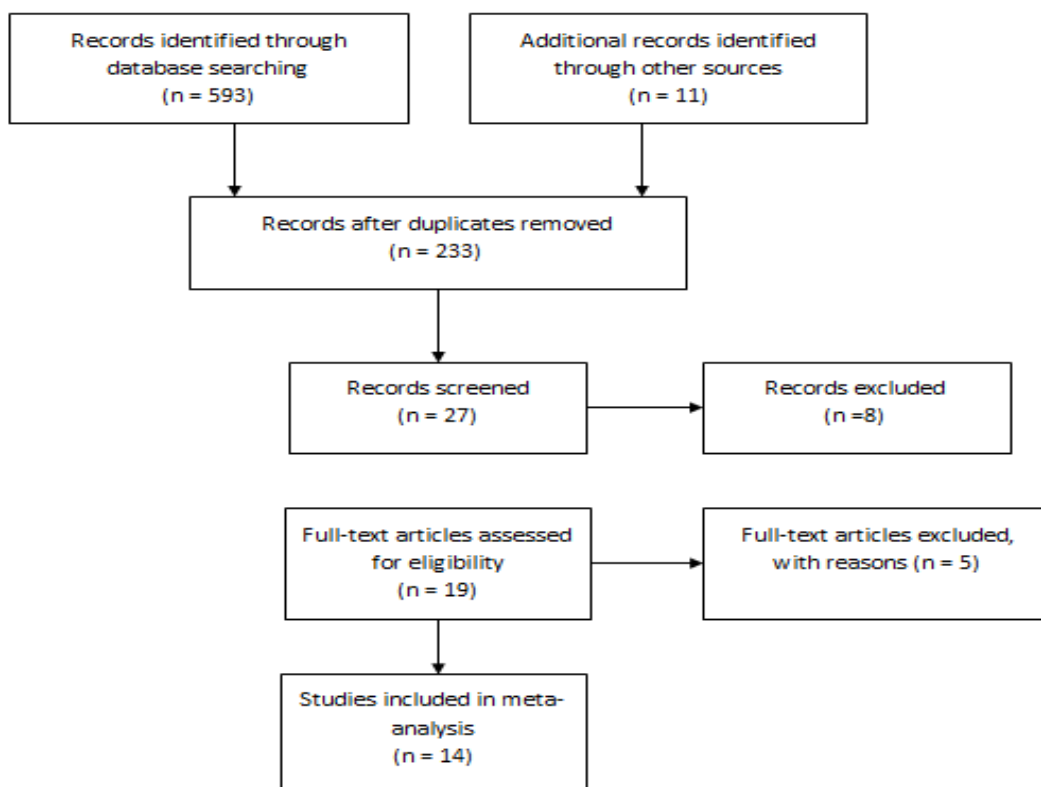 Records identified through
database searching
(n = 593)
Additional records identified
through other sources
(n = 11)
Records after duplicates removed
(n = 233)
Records screened
(n = 27)
Records excluded
(n =8)
Full-text articles assessed
for eligibility
(n = 19)
Full-text articles excluded,
with reasons (n = 5)
Studies included in meta-
analysis
(n = 14)